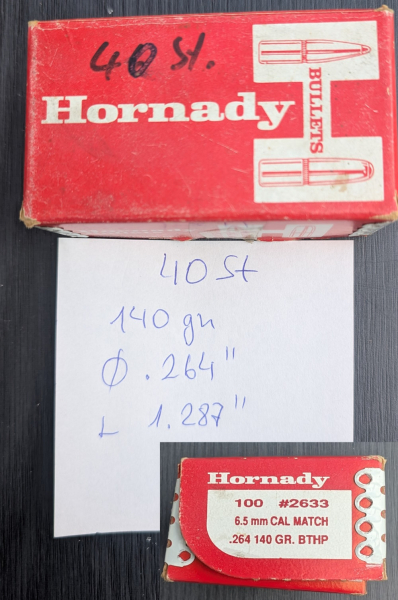 40 St.
Hornady
BULLETS
40 St
140 gn
Ø .264"
L 1.287"
Hornady
100 #2633
6.5 mm CAL MATCH
.264 140 GR. BTHP